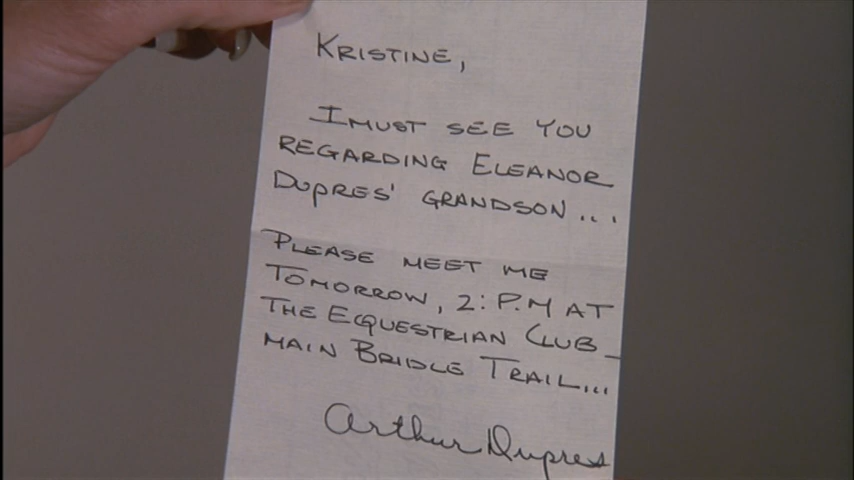 KRISTINE,
I MUST SEE YOU
REGARDING ELEANOR
DUPRES' GRANDSON...
PLEASE MEET ME
TOMORROW, 2: P.M AT
THE EQUESTRIAN CLUB -
MAIN BRIDLE TRAIL...
Arthur Dupres